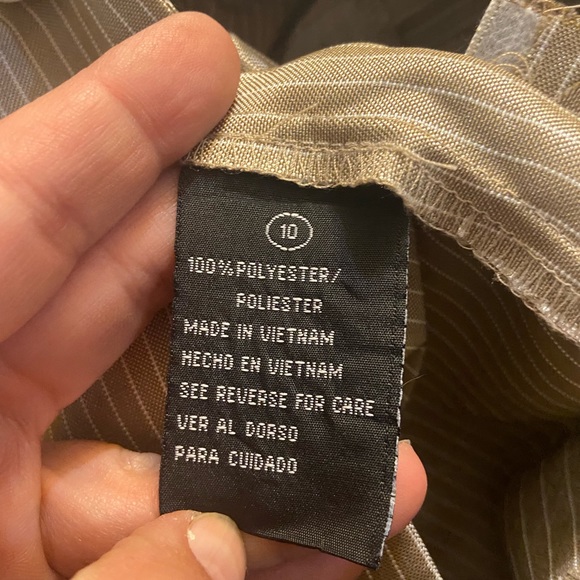 10
100%POLYESTER/
POLIESTER
MADE IN VIETNAM
HECHO EN VIETNAM
SEE REVERSE FOR CARE
VER AL DORSO
PARA CUIDADO